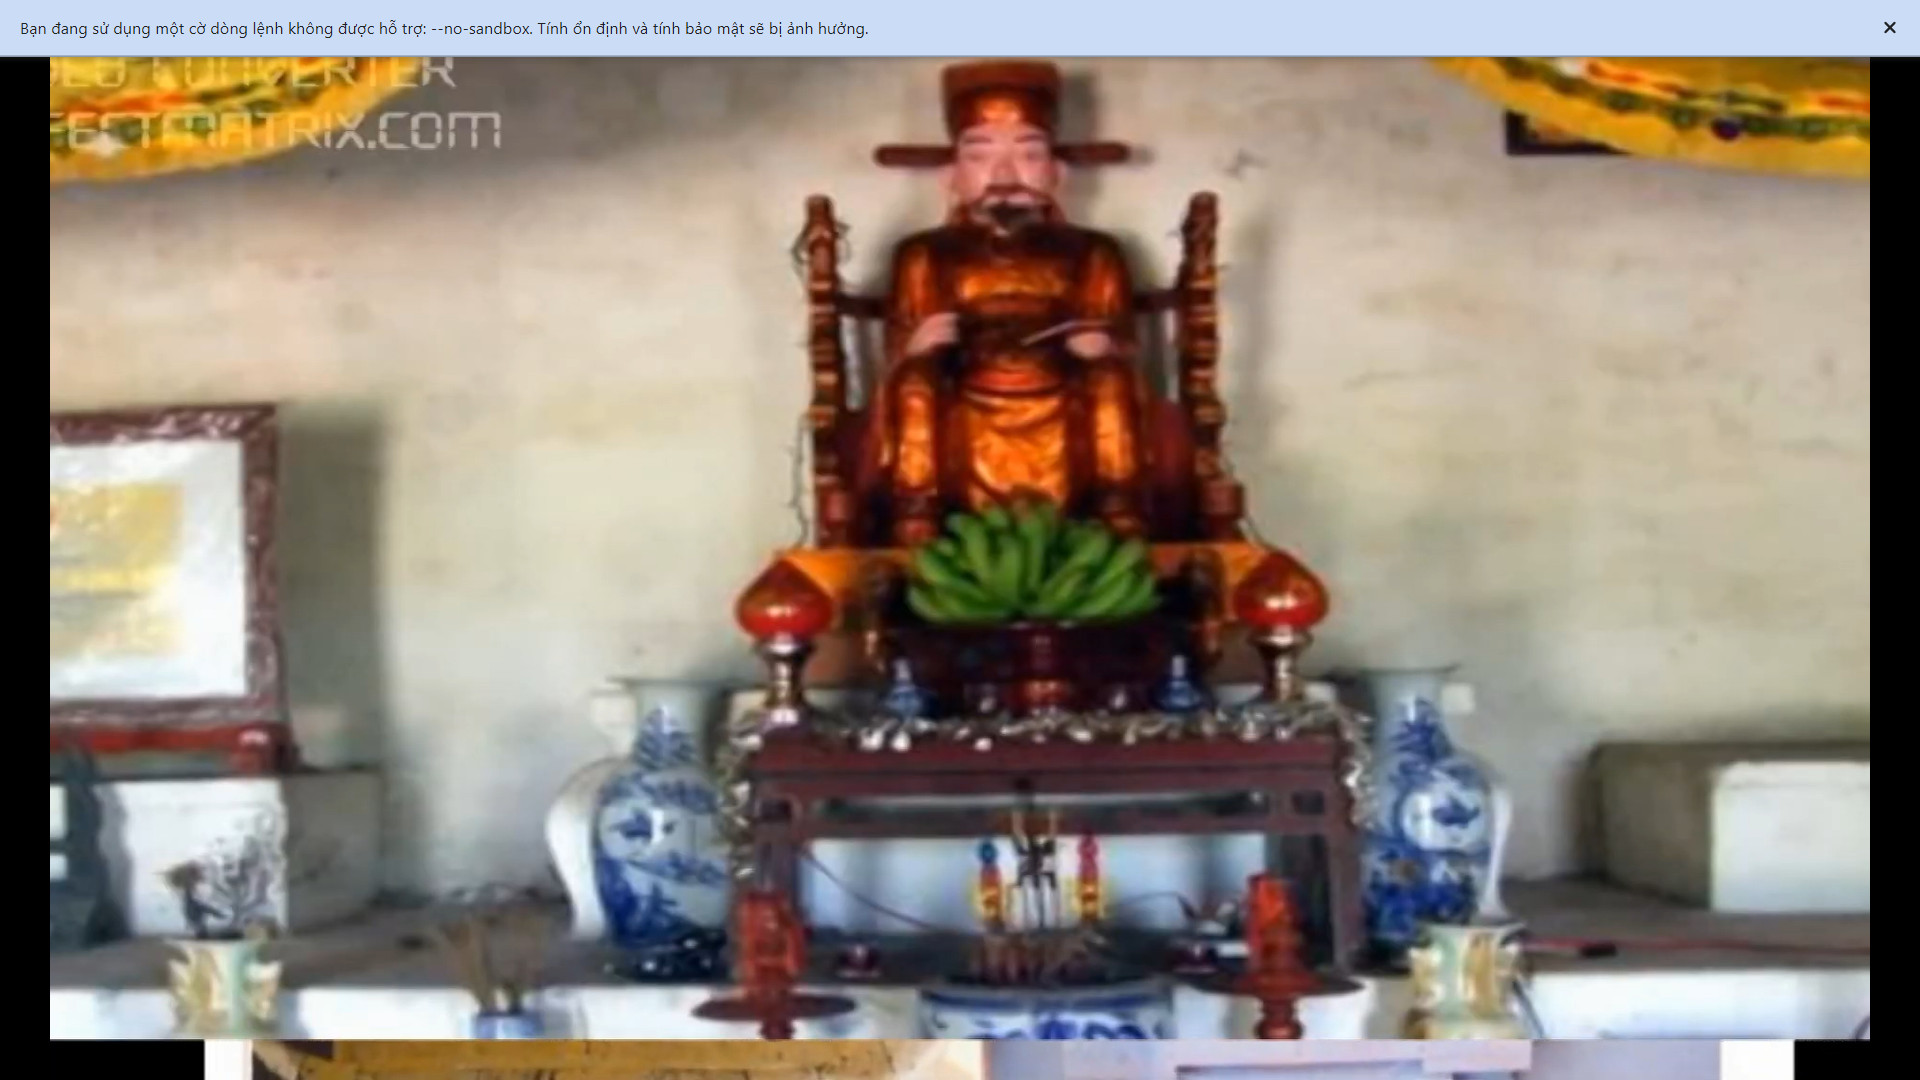 Bạn đang sử dụng một cờ dòng lệnh không được hỗ trợ: --no-sandbox. Tính ổn định và tính bảo mật sẽ bị ảnh hưởng.
CONVERTER